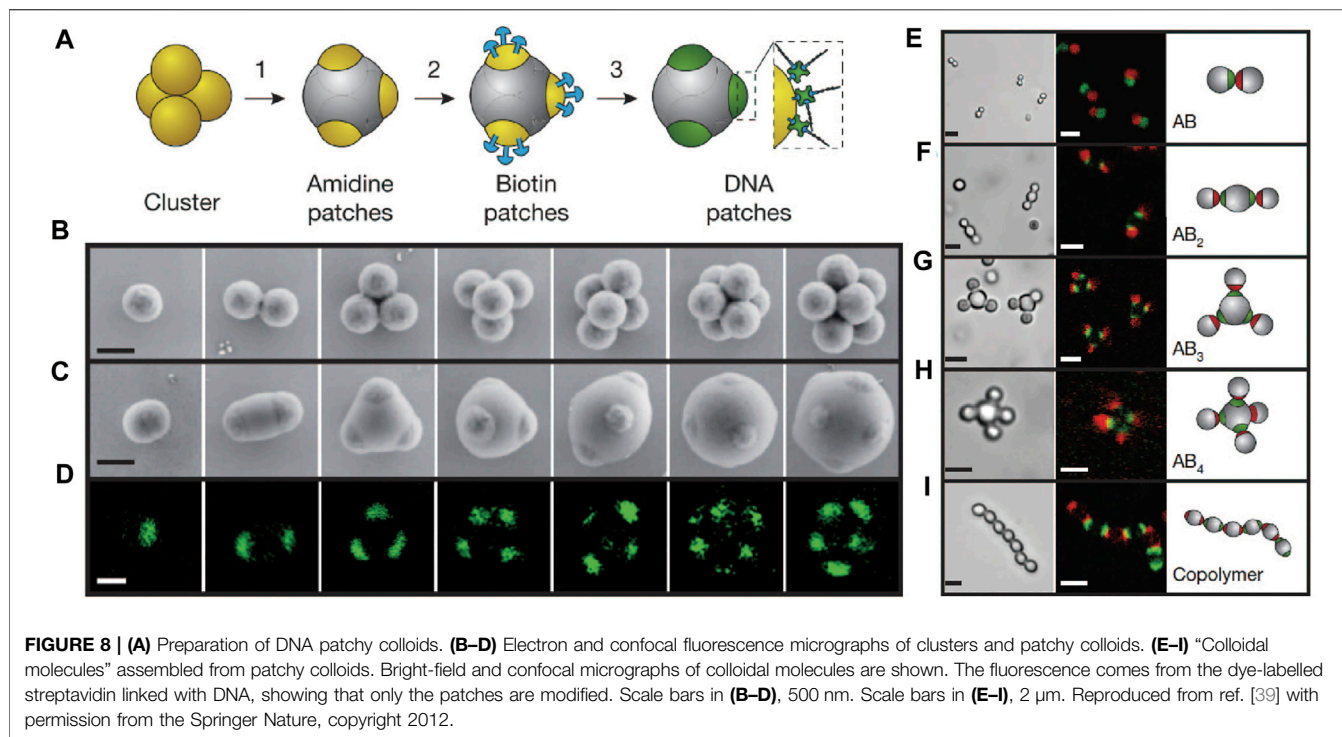 A
1
2
3
Cluster
Amidine
patches
Biotin
patches
DNA
patches
B
C
D
E
AB
F
AB2
G
AB3
H
AB4
I
Copolymer
FIGURE 8 | (A) Preparation of DNA patchy colloids. (B–D) Electron and confocal fluorescence micrographs of clusters and patchy colloids. (E–I) “Colloidal
molecules” assembled from patchy colloids. Bright-field and confocal micrographs of colloidal molecules are shown. The fluorescence comes from the dye-labelled
streptavidin linked with DNA, showing that only the patches are modified. Scale bars in (B–D), 500 nm. Scale bars in (E–I), 2 µm. Reproduced from ref. [39] with
permission from the Springer Nature, copyright 2012.